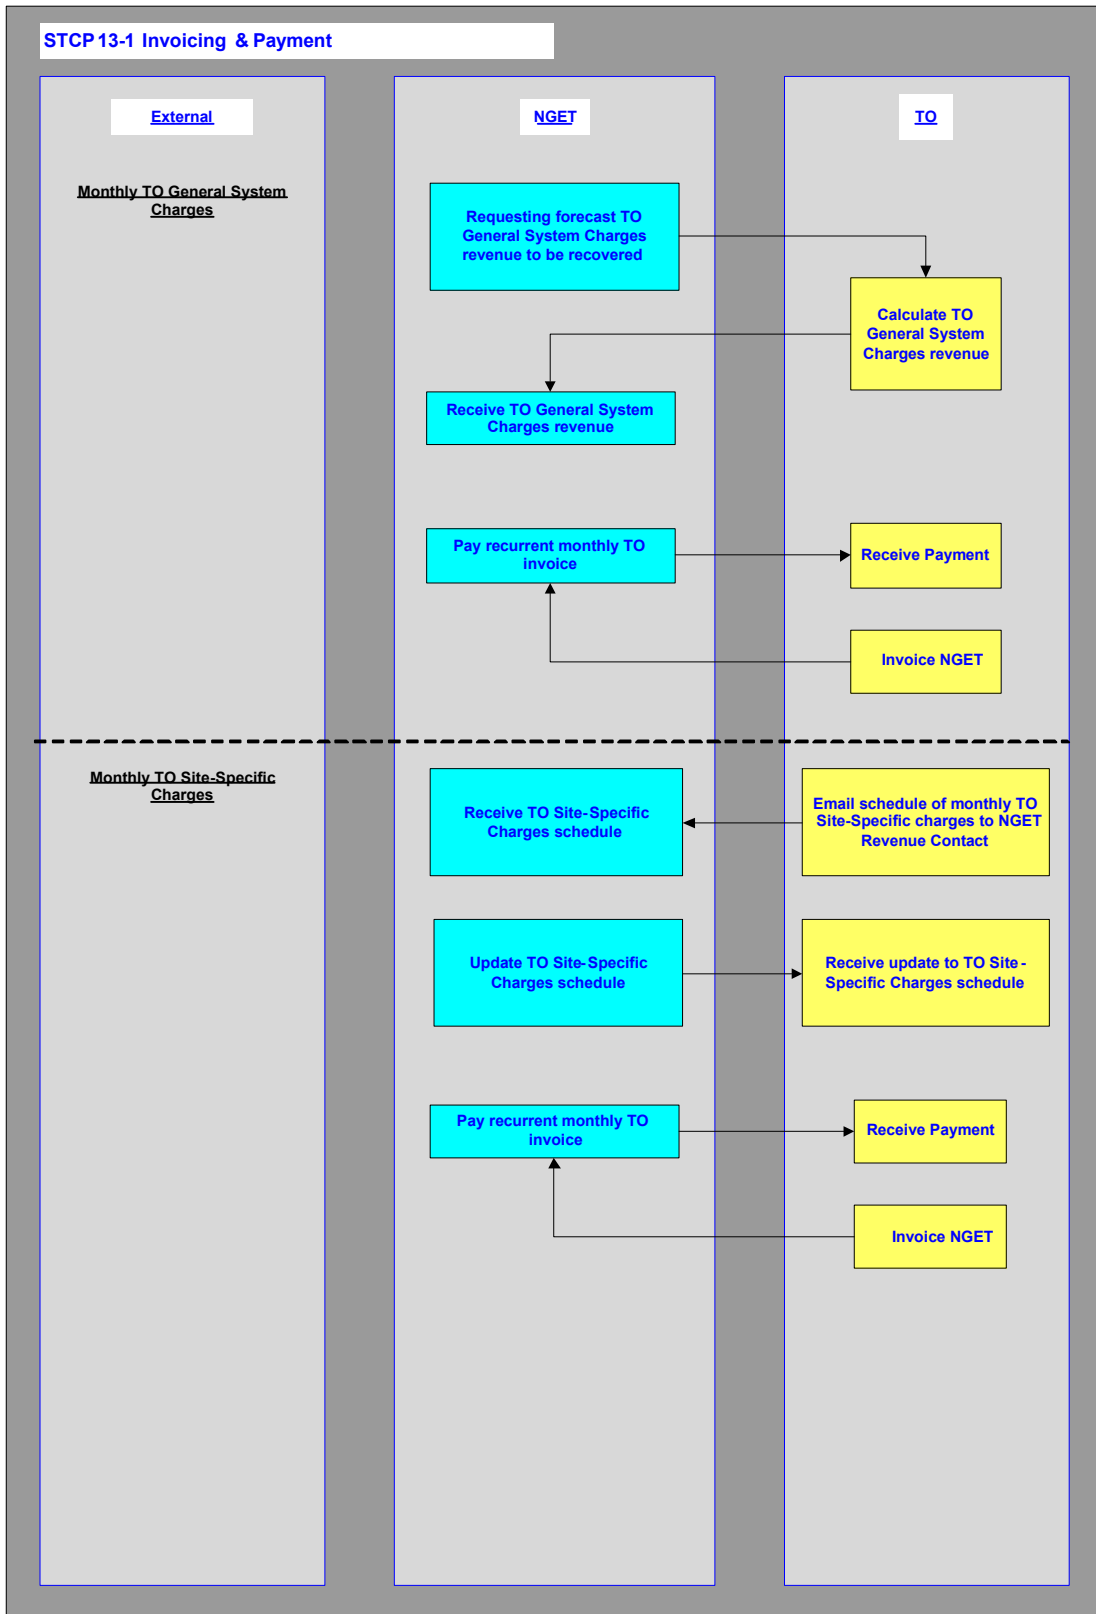 STCP 13-1 Invoicing & Payment
External
NGET
TO
Monthly TO General System
Charges
Requesting forecast TO
General System Charges
revenue to be recovered
Calculate TO
General System
Charges revenue
Receive TO General System
Charges revenue
Pay recurrent monthly TO
invoice
Receive Payment
Invoice NGET
Monthly TO Site-Specific
Charges
Receive TO Site-Specific
Charges schedule
Email schedule of monthly TO
Site-Specific charges to NGET
Revenue Contact
Update TO Site-Specific
Charges schedule
Receive update to TO Site-
Specific Charges schedule
Pay recurrent monthly TO
invoice
Receive Payment
Invoice NGET